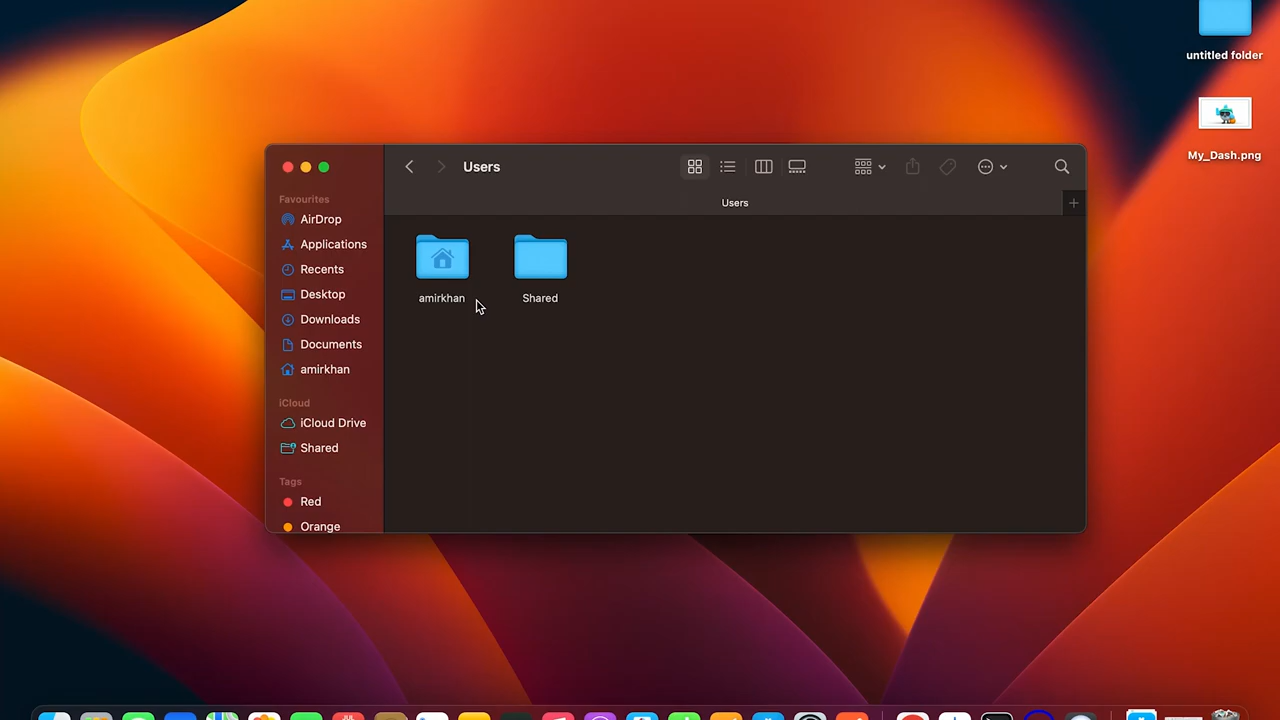 untitled folder
My_Dash.png
Users
Users
Favourites
AirDrop
Applications
Recents
Desktop
Downloads
Documents
amirkhan
iCloud
iCloud Drive
Shared
Tags
Red
Orange
amirkhan
Shared